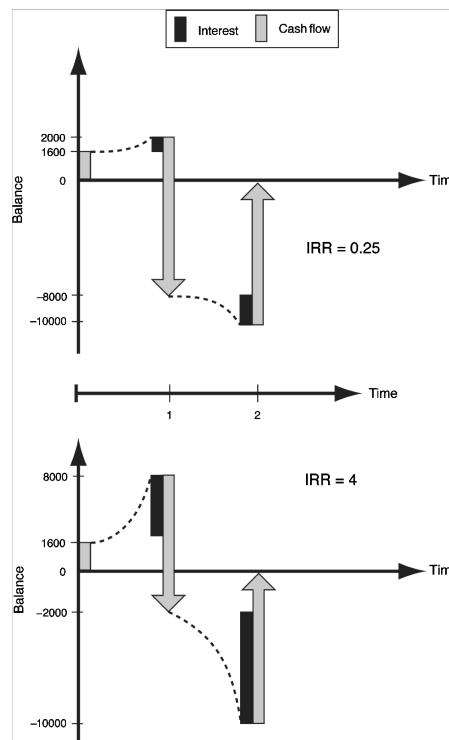 Interest Cash flow
2000
1600
0
Balance
Tim
IRR = 0.25
−8000
−10000
Time
1
2
8000
IRR = 4
1600
0
Tim
Balance
−2000
−10000